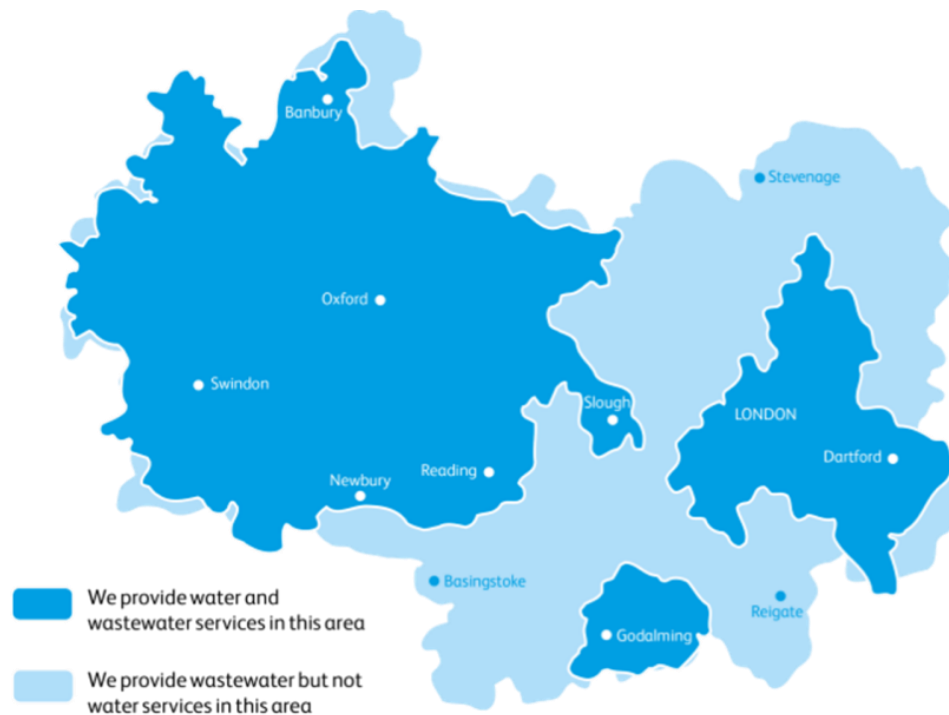 Banbury
Stevenage
Oxford
Swindon
Slough
LONDON
Dartford
Reading
Newbury
Basingstoke
Reigate
Godalming
We provide water and
wastewater services in this area
We provide wastewater but not
water services in this area